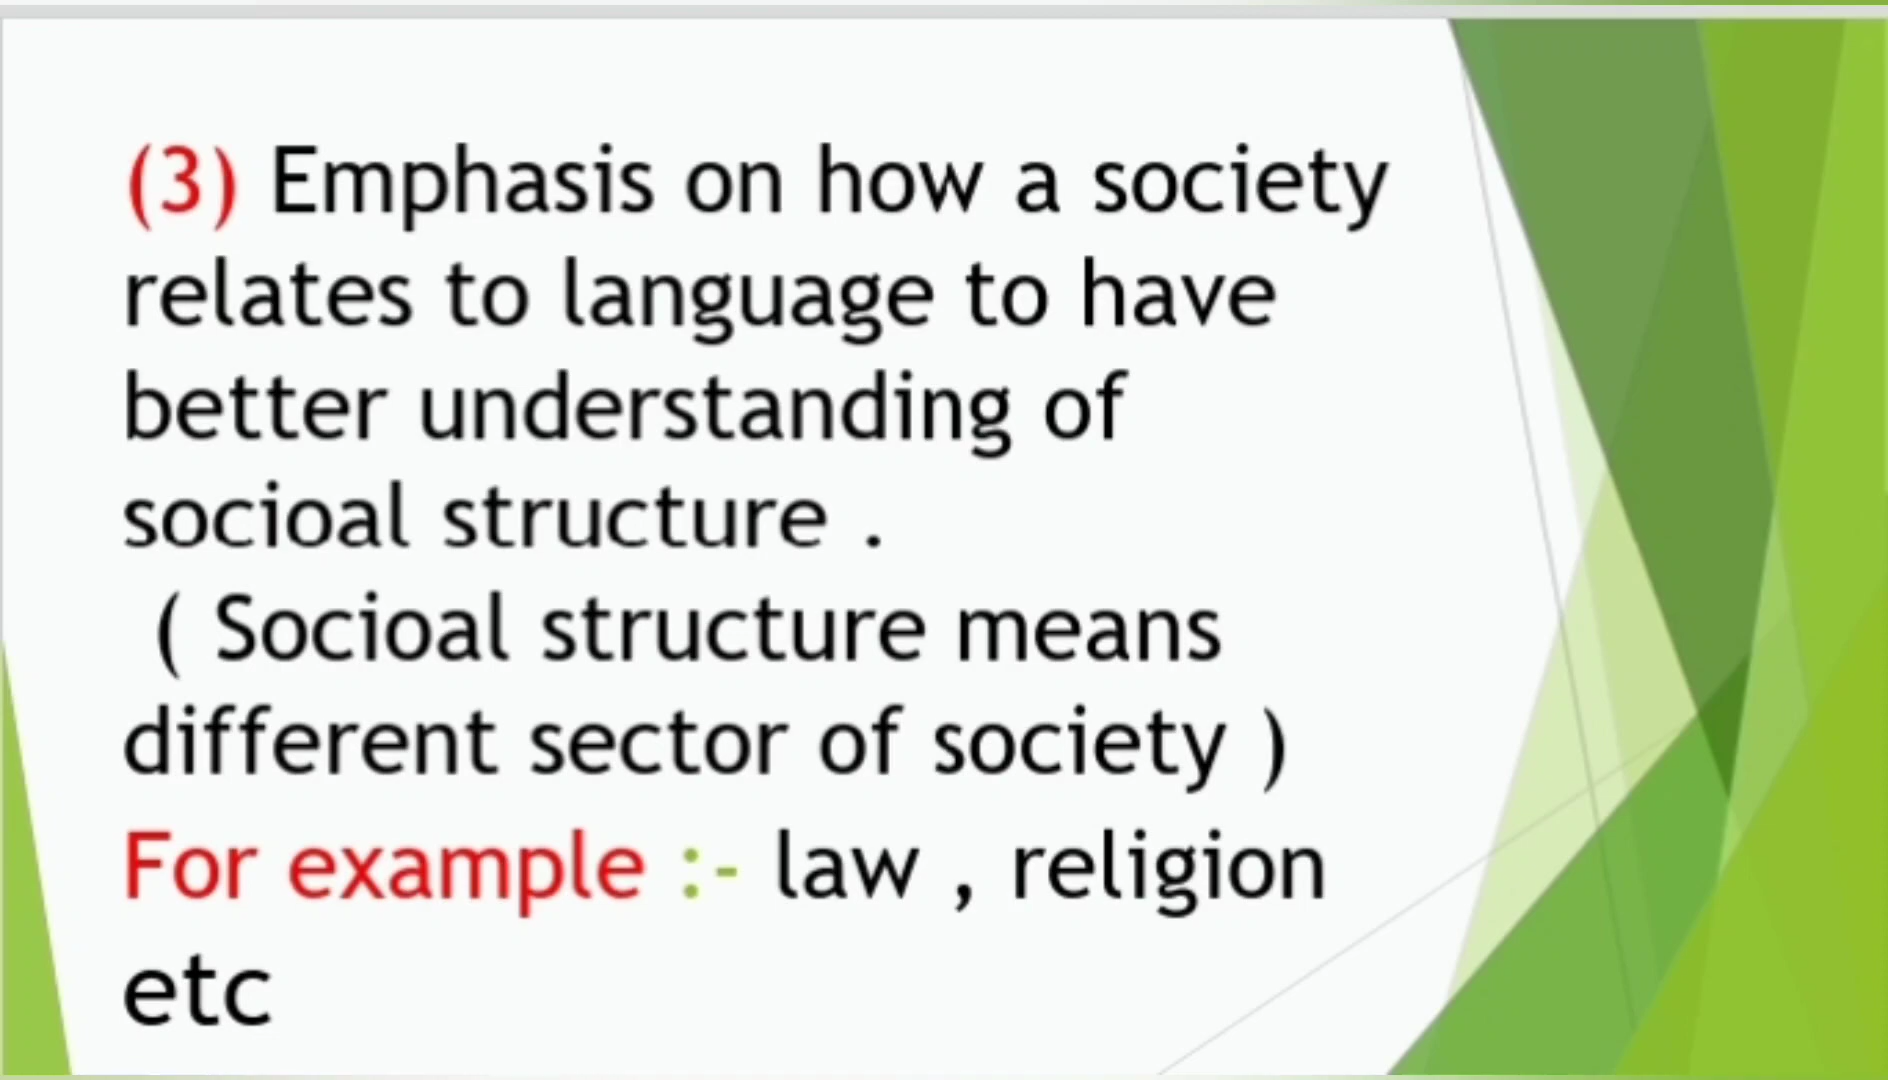 (3) Emphasis on how a society
relates to language to have
better understanding of
socioal structure .
( Socioal structure means
different sector of society )
For example :- law , religion
etc